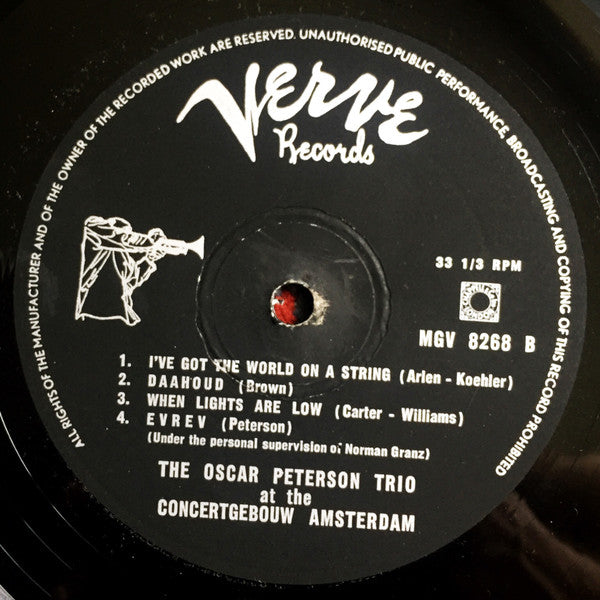 ALL RIGHTS OF THE MANUFACTURER AND OF THE OWNER OF THE RECORDED WORK ARE RESERVED. UNAUTHORISED PUBLIC PERFORMANCE, BROADCASTING AND COPYING OF THIS RECORD PROHIBITED
Verve
Records
33 1/3 RPM
MGV 8268 B
1. I'VE GOT THE WORLD ON A STRING (Arlen - Koehler)
2. DAAHOUD (Brown)
3. WHEN LIGHTS ARE LOW (Carter - Williams)
4. EVREV (Peterson)
(Under the personal supervision of Norman Granz)
THE OSCAR PETERSON TRIO
at the
CONCERTGEBOUW AMSTERDAM